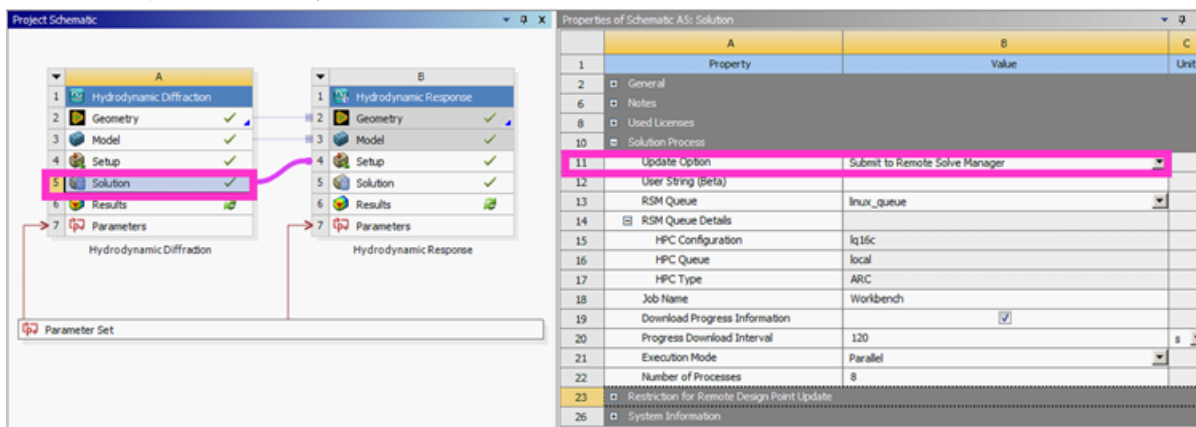 Project Schematic
A
1 Hydrodynamic Diffraction
2 Geometry
3 Model
4 Setup
5 Solution
6 Results
7 Parameters
Hydrodynamic Diffraction
B
1 Hydrodynamic Response
2 Geometry
3 Model
4 Setup
5 Solution
6 Results
7 Parameters
Hydrodynamic Response
Parameter Set
Properties of Schematic A5: Solution
A B C
1 Property Value Unit
2 General
6 Notes
8 Used Licenses
10 Solution Process
11 Update Option Submit to Remote Solve Manager
12 User String (Beta)
13 RSM Queue linux_queue
14 RSM Queue Details
15 HPC Configuration lq16c
16 HPC Queue local
17 HPC Type ARC
18 Job Name Workbench
19 Download Progress Information
20 Progress Download Interval 120 s
21 Execution Mode Parallel
22 Number of Processes 8
23 Restriction for Remote Design Point Update
26 System Information